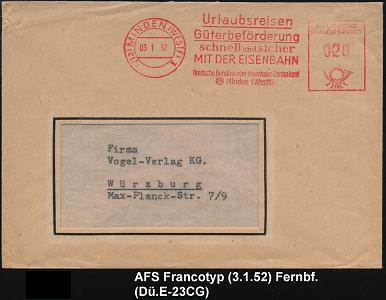 (21a) MINDEN (WESTF) 1
03.1.52
Urlaubsreisen
Güterbeförderung
schnell und sicher
MIT DER EISENBAHN
Deutsche Bundesbahn-Eisenbahn-Zentralamt
Minden (Westf)
DEUTSCHE
BUNDESPOST
020
Firma
Vogel-Verlag KG.
Würzburg
Max-Planck-Str. 7/9
AFS Francotyp (3.1.52) Fernbf.
(Dü.E-23CG)